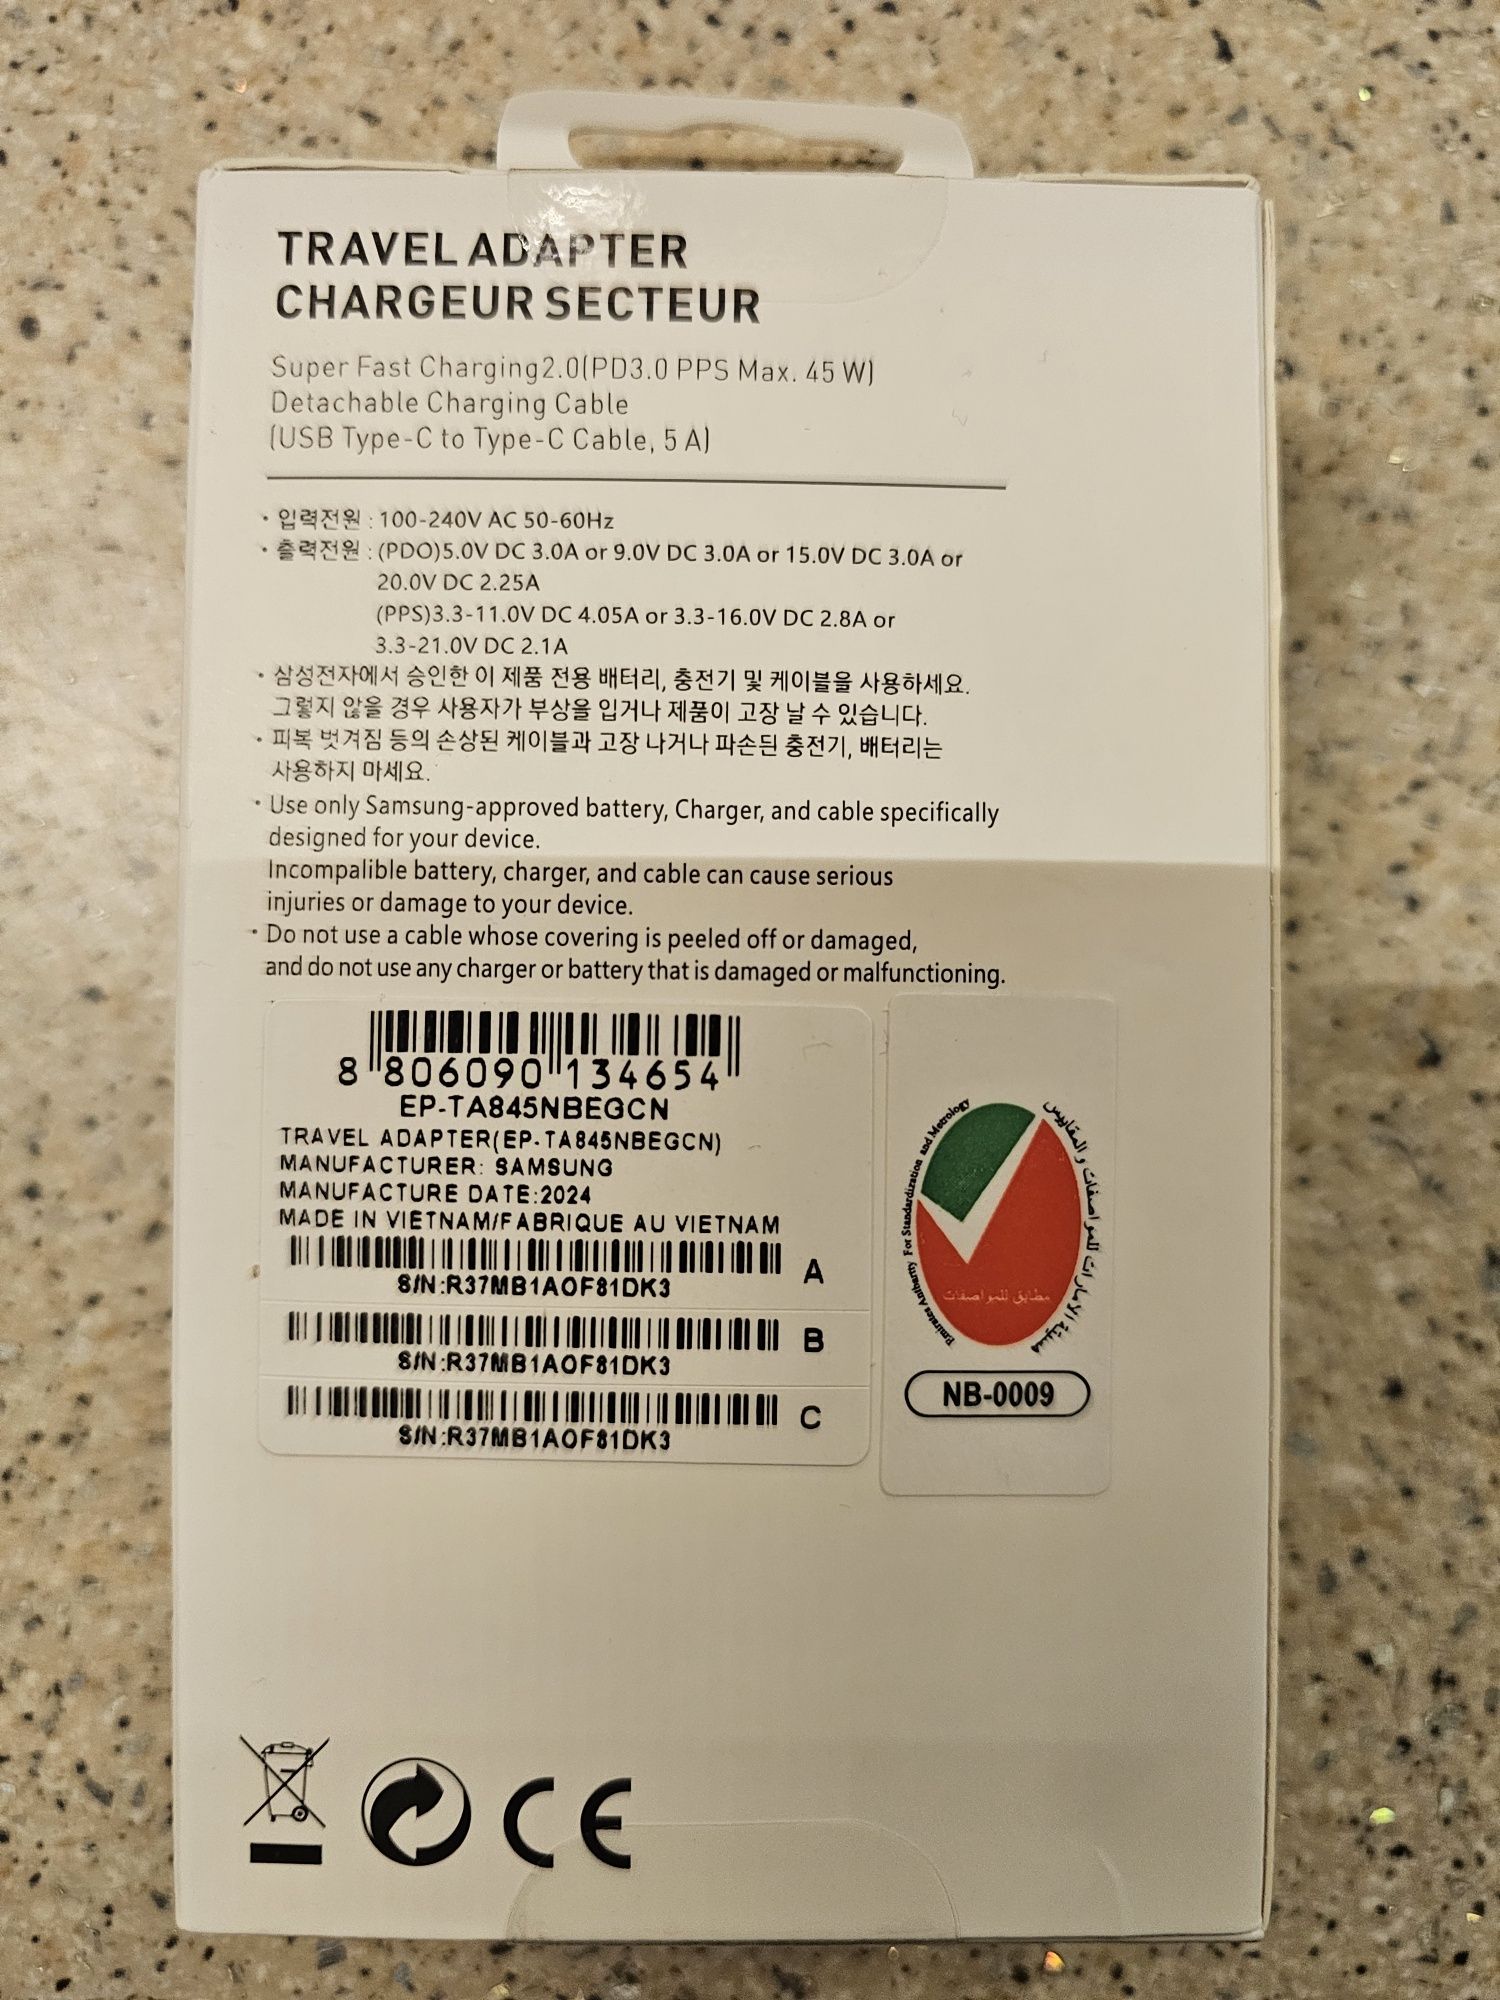 TRAVEL ADAPTER
CHARGEUR SECTEUR
Super Fast Charging2.0(PD3.0 PPS Max. 45 W)
Detachable Charging Cable
(USB Type-C to Type-C Cable, 5 A)
· 입력전원 : 100-240V AC 50-60Hz
· 출력전원 : (PDO)5.0V DC 3.0A or 9.0V DC 3.0A or 15.0V DC 3.0A or
20.0V DC 2.25A
(PPS)3.3-11.0V DC 4.05A or 3.3-16.0V DC 2.8A or
3.3-21.0V DC 2.1A
· 삼성전자에서 승인한 이 제품 전용 배터리, 충전기 및 케이블을 사용하세요.
그렇지 않을 경우 사용자가 부상을 입거나 제품이 고장 날 수 있습니다.
· 피복 벗겨짐 등의 손상된 케이블과 고장 나거나 파손된 충전기, 배터리는
사용하지 마세요.
· Use only Samsung-approved battery, Charger, and cable specifically
designed for your device.
Incompalible battery, charger, and cable can cause serious
injuries or damage to your device.
· Do not use a cable whose covering is peeled off or damaged,
and do not use any charger or battery that is damaged or malfunctioning.
8 806090 134654
EP-TA845NBEGCN
TRAVEL ADAPTER(EP-TA845NBEGCN)
MANUFACTURER: SAMSUNG
MANUFACTURE DATE:2024
MADE IN VIETNAM/FABRIQUE AU VIETNAM
A
S/N:R37MB1AOF81DK3
B
S/N:R37MB1AOF81DK3
C
S/N:R37MB1AOF81DK3
Emirates Authority For Standardization and Metrology
هيئة الامارات للمواصفات و المقاييس
مطابق للمواصفات
NB-0009
CE